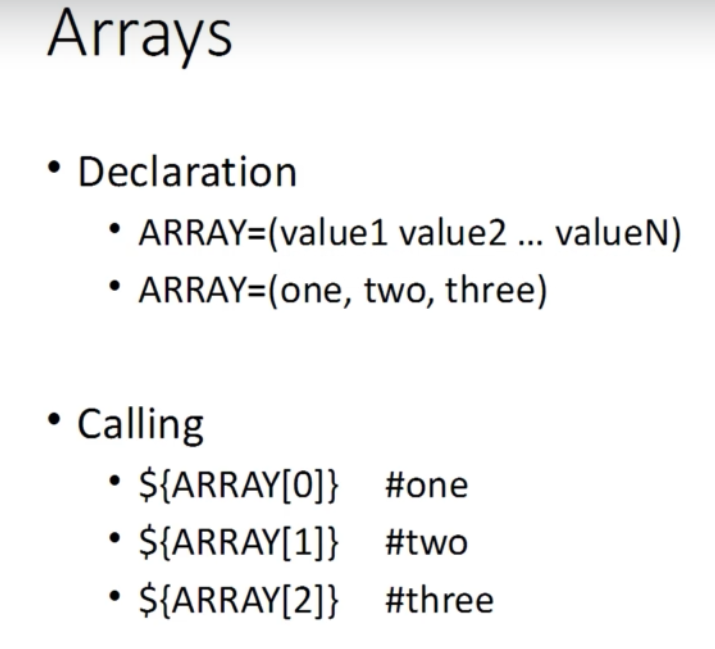 Arrays
• Declaration
• ARRAY=(value1 value2 ... valueN)
• ARRAY=(one, two, three)
• Calling
• ${ARRAY[0]} #one
• ${ARRAY[1]} #two
• ${ARRAY[2]} #three